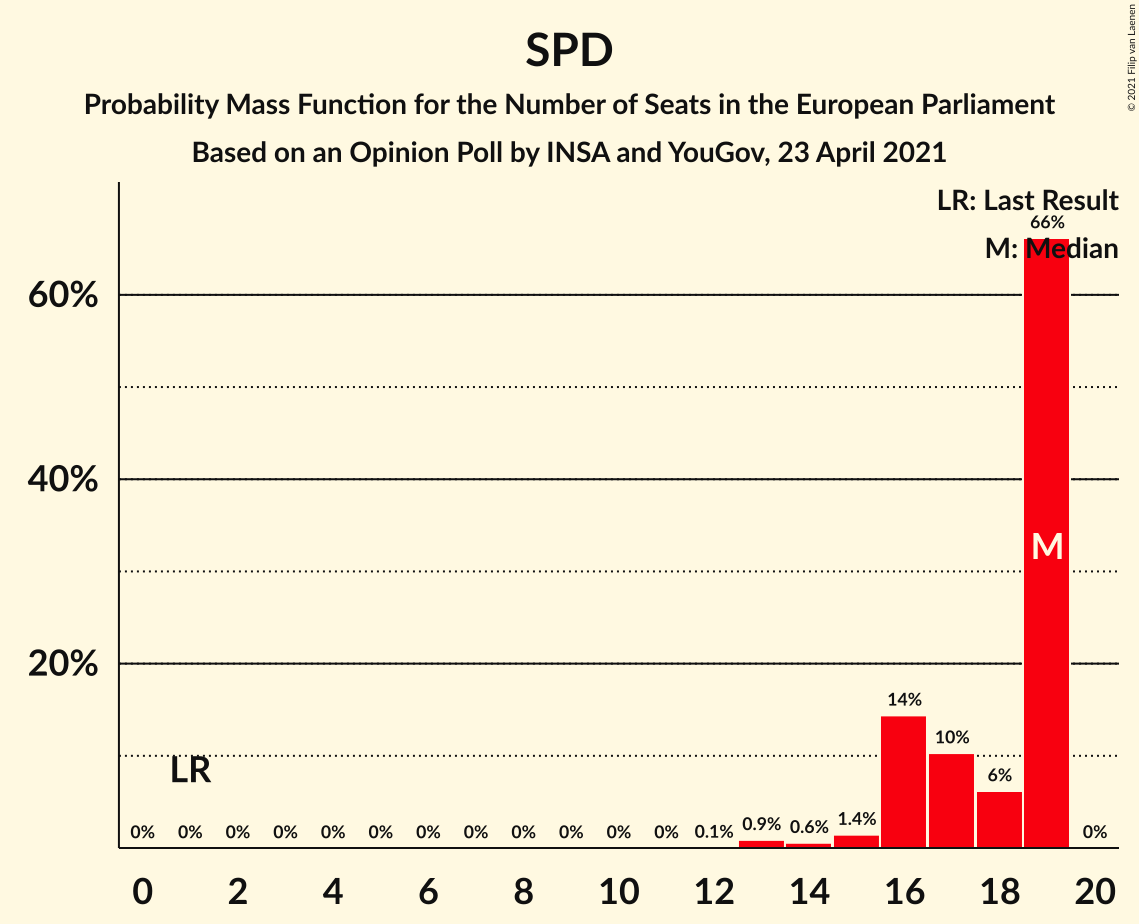 SPD
Probability Mass Function for the Number of Seats in the European Parliament
Based on an Opinion Poll by INSA and YouGov, 23 April 2021
© 2021 Filip van Laenen
LR: Last Result
66%
M: Median
60%
40%
M
20%
14%
10%
6%
LR
0% 0% 0% 0% 0% 0% 0% 0% 0% 0% 0% 0% 0.1% 0.9% 0.6% 1.4% 0%
0 2 4 6 8 10 12 14 16 18 20